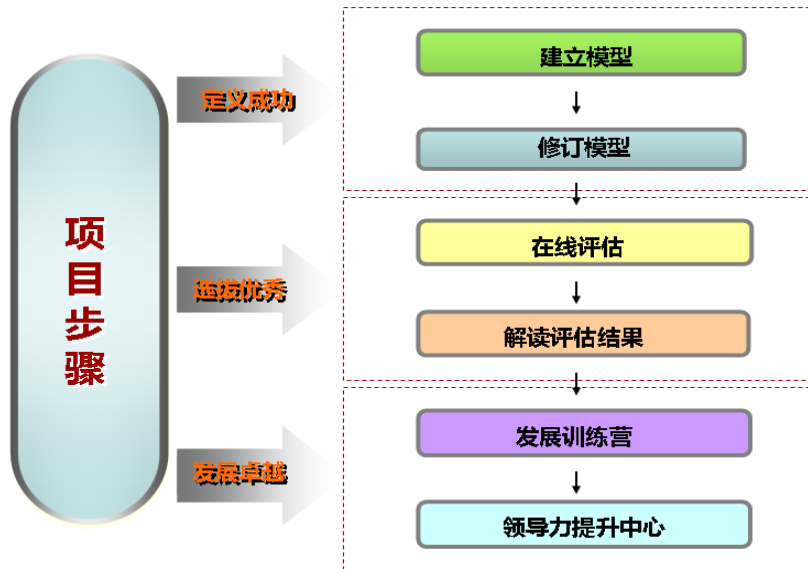 项目步骤
定义成功
建立模型
修订模型
选拔优秀
在线评估
解读评估结果
发展卓越
发展训练营
领导力提升中心